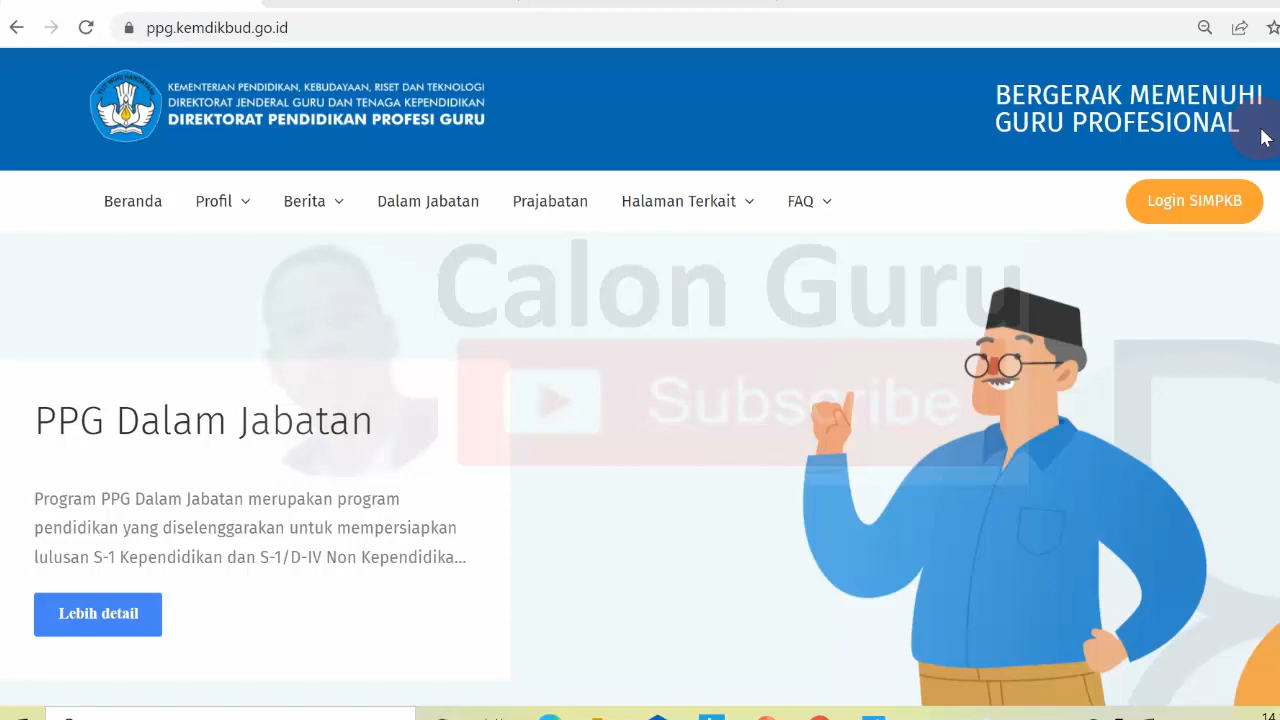 ppg.kemdikbud.go.id
KEMENTERIAN PENDIDIKAN, KEBUDAYAAN, RISET DAN TEKNOLOGI
DIREKTORAT JENDERAL GURU DAN TENAGA KEPENDIDIKAN
DIREKTORAT PENDIDIKAN PROFESI GURU
BERGERAK MEMENUHI
GURU PROFESIONAL
Beranda Profil Berita Dalam Jabatan Prajabatan Halaman Terkait FAQ Login SIMPKB
Calon Guru
Subscribe
PPG Dalam Jabatan
Program PPG Dalam Jabatan merupakan program
pendidikan yang diselenggarakan untuk mempersiapkan
lulusan S-1 Kependidikan dan S-1/D-IV Non Kependidika...
Lebih detail